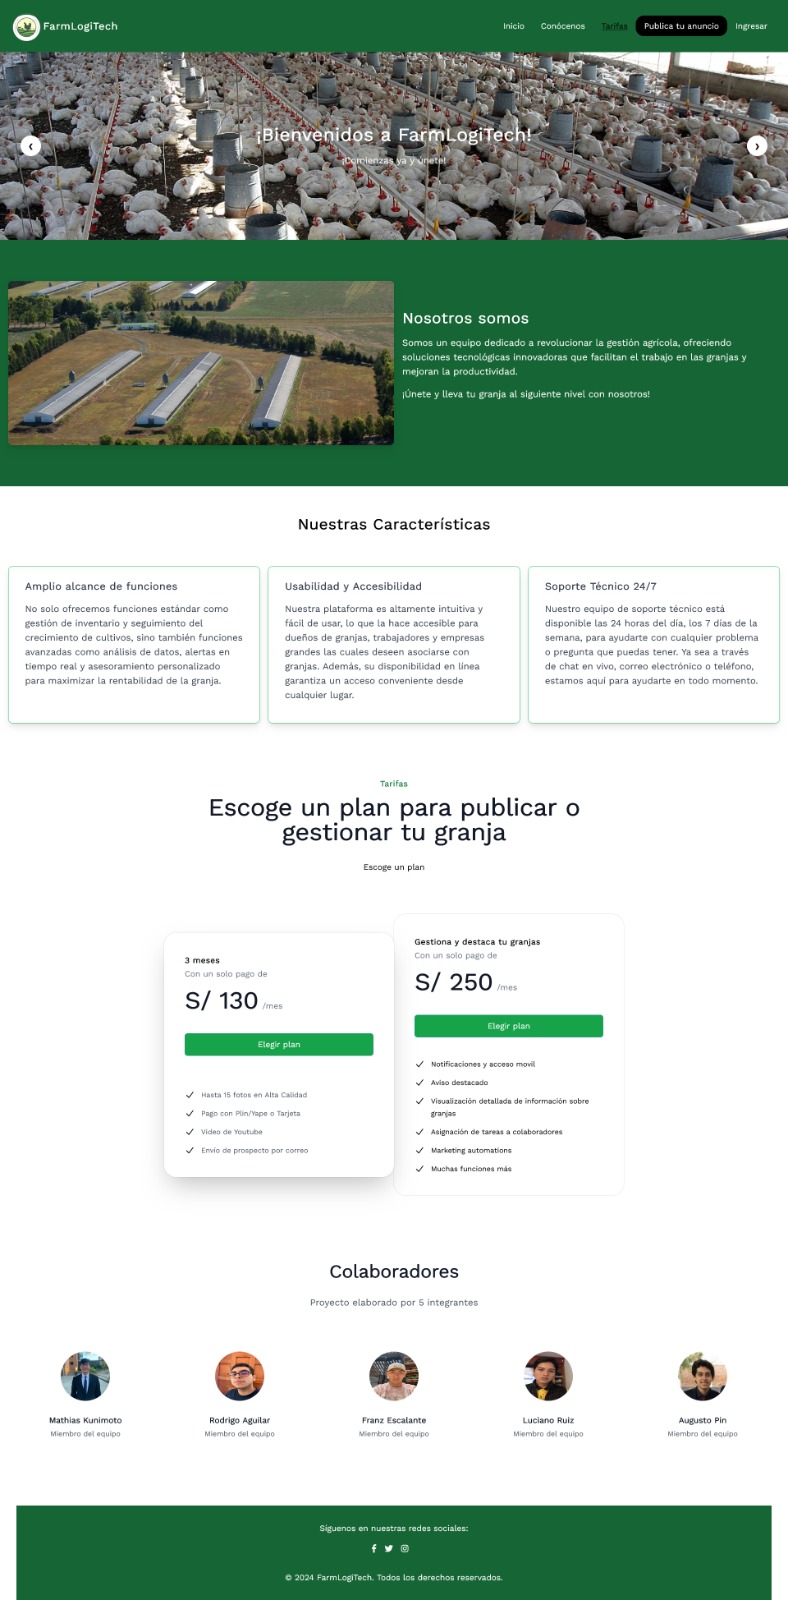 FarmLogiTech
Inicio Conócenos Tarifas Publica tu anuncio Ingresar
¡Bienvenidos a FarmLogiTech!
¡Comienzas ya y únete!
Nosotros somos
Somos un equipo dedicado a revolucionar la gestión agrícola, ofreciendo
soluciones tecnológicas innovadoras que facilitan el trabajo en las granjas y
mejoran la productividad.
¡Únete y lleva tu granja al siguiente nivel con nosotros!
Nuestras Características
Amplio alcance de funciones
No solo ofrecemos funciones estándar como
gestión de inventario y seguimiento del
crecimiento de cultivos, sino también funciones
avanzadas como análisis de datos, alertas en
tiempo real y asesoramiento personalizado
para maximizar la rentabilidad de la granja.
Usabilidad y Accesibilidad
Nuestra plataforma es altamente intuitiva y
fácil de usar, lo que la hace accesible para
dueños de granjas, trabajadores y empresas
grandes las cuales deseen asociarse con
granjas. Además, su disponibilidad en línea
garantiza un acceso conveniente desde
cualquier lugar.
Soporte Técnico 24/7
Nuestro equipo de soporte técnico está
disponible las 24 horas del día, los 7 días de la
semana, para ayudarte con cualquier problema
o pregunta que puedas tener. Ya sea a través
de chat en vivo, correo electrónico o teléfono,
estamos aquí para ayudarte en todo momento.
Tarifas
Escoge un plan para publicar o
gestionar tu granja
Escoge un plan
3 meses
Con un solo pago de
S/ 130 /mes
Elegir plan
Hasta 15 fotos en Alta Calidad
Pago con Plin/Yape o Tarjeta
Video de Youtube
Envío de prospecto por correo
Gestiona y destaca tu granjas
Con un solo pago de
S/ 250 /mes
Elegir plan
Notificaciones y acceso movil
Aviso destacado
Visualización detallada de información sobre
granjas
Asignación de tareas a colaboradores
Marketing automations
Muchas funciones más
Colaboradores
Proyecto elaborado por 5 integrantes
Mathias Kunimoto
Miembro del equipo
Rodrigo Aguilar
Miembro del equipo
Franz Escalante
Miembro del equipo
Luciano Ruiz
Miembro del equipo
Augusto Pin
Miembro del equipo
Síguenos en nuestras redes sociales:
© 2024 FarmLogiTech. Todos los derechos reservados.